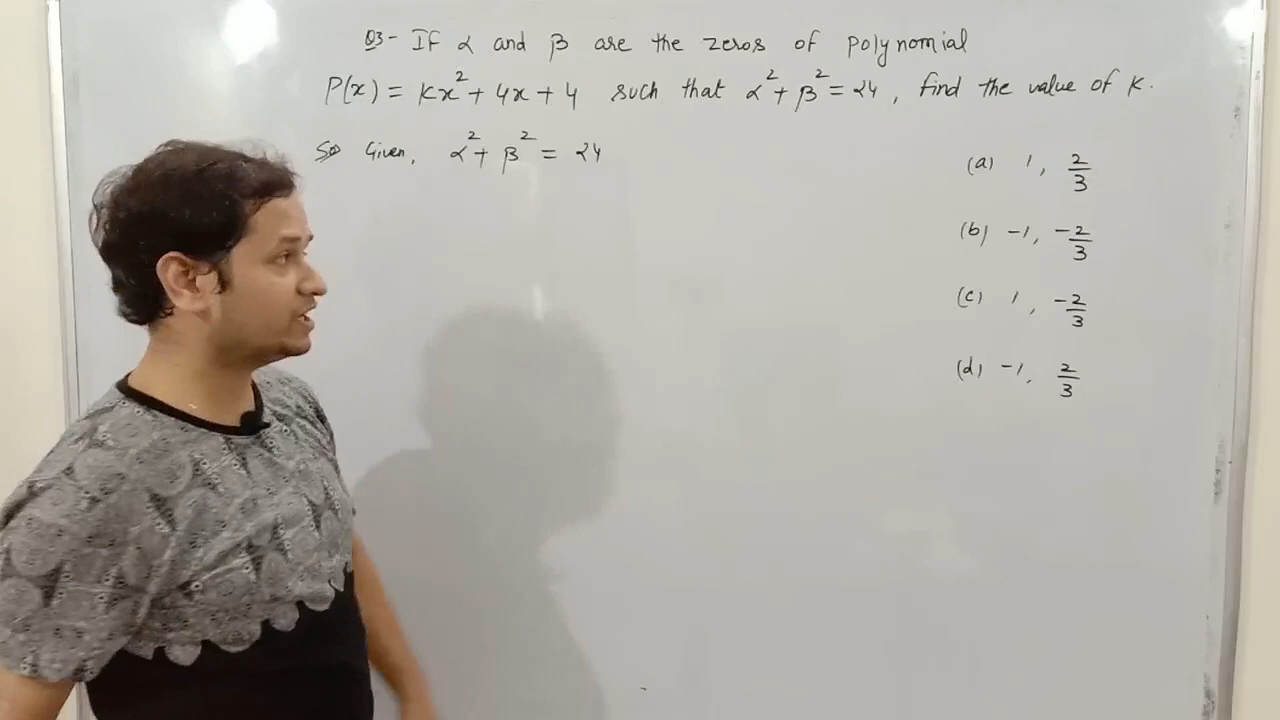 Q3- If α and β are the zeros of Polynomial
P(x) = kx² + 4x + 4 such that α² + β² = 24, find the value of k.
Sol Given, α² + β² = 24
(a) 1, 2/3
(b) -1, -2/3
(c) 1, -2/3
(d) -1, 2/3